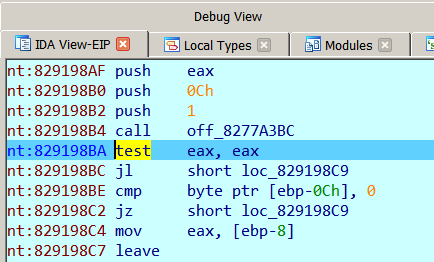 Debug View
IDA View-EIP Local Types Modules
nt:829198AF push eax
nt:829198B0 push 0Ch
nt:829198B2 push 1
nt:829198B4 call off_8277A3BC
nt:829198BA test eax, eax
nt:829198BC jl short loc_829198C9
nt:829198BE cmp byte ptr [ebp-0Ch], 0
nt:829198C2 jz short loc_829198C9
nt:829198C4 mov eax, [ebp-8]
nt:829198C7 leave